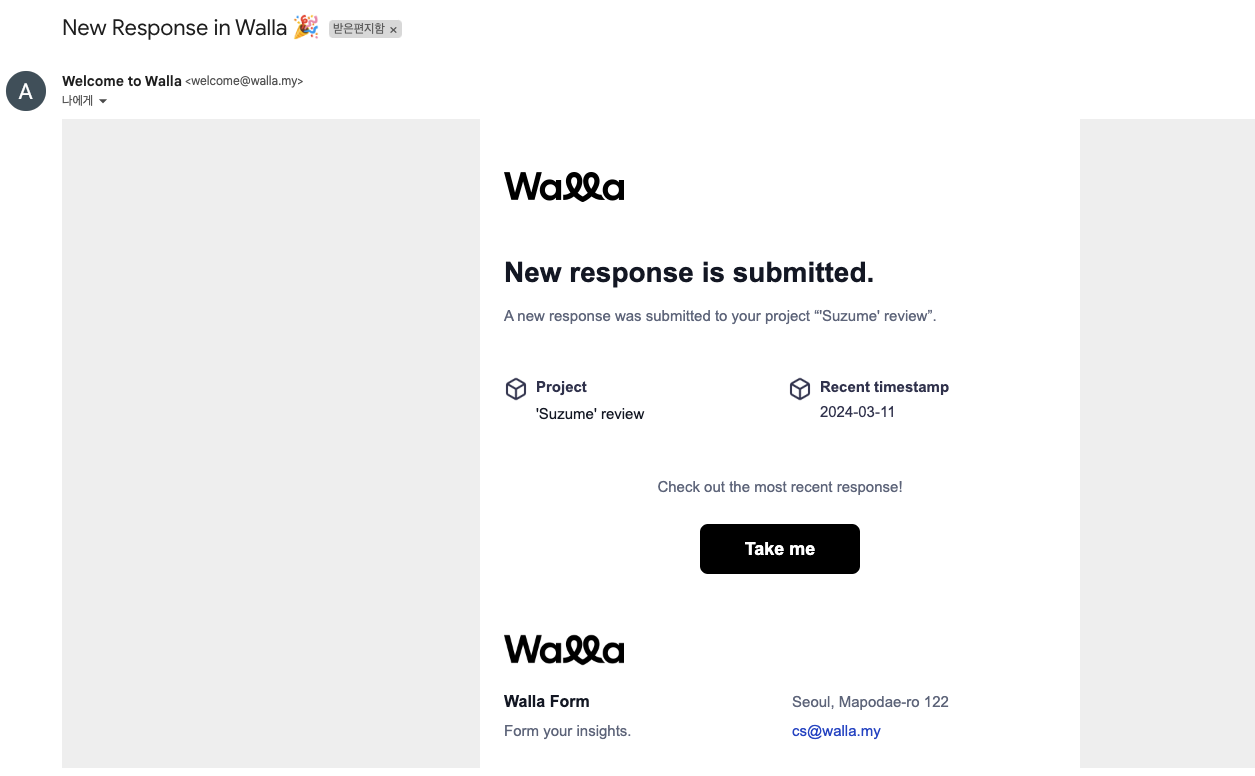 New Response in Walla 🎉 받은편지함 x
A
Welcome to Walla <welcome@walla.my>
나에게
Walla
New response is submitted.
A new response was submitted to your project “'Suzume' review”.
Project
'Suzume' review
Recent timestamp
2024-03-11
Check out the most recent response!
Take me
Walla
Walla Form
Seoul, Mapodae-ro 122
Form your insights.
cs@walla.my